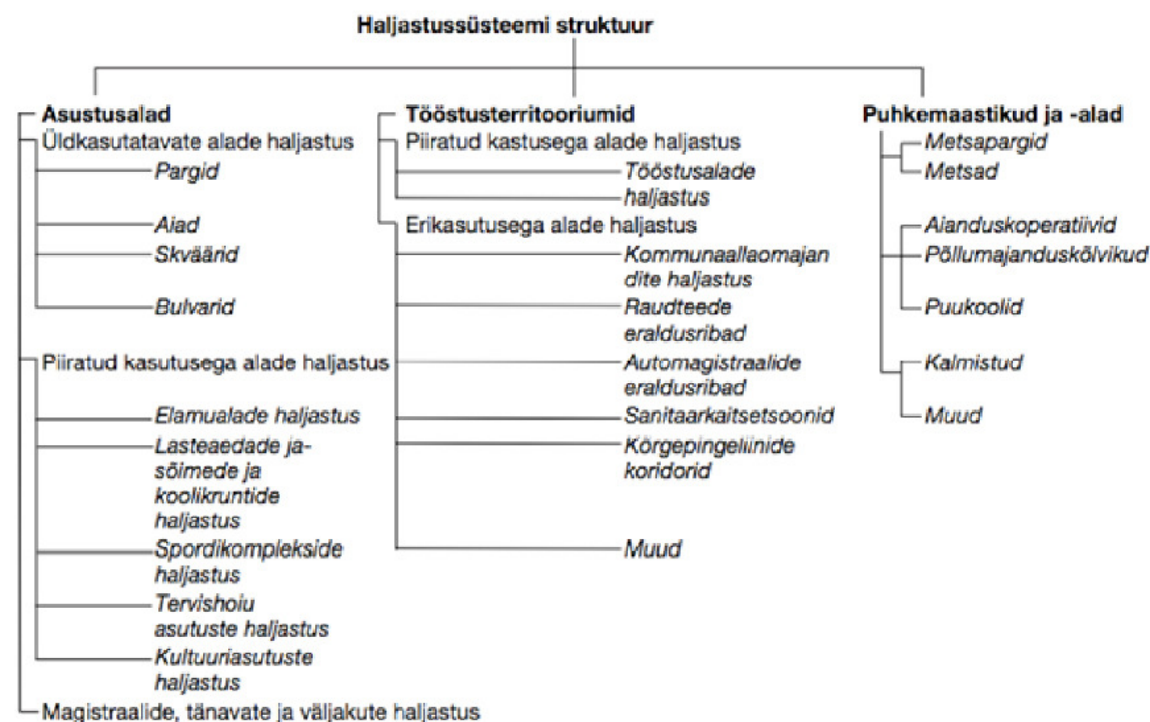 Haljastussüsteemi struktuur
Asustusalad
Üldkasutatavate alade haljastus
Pargid
Aiad
Skväärid
Bulvarid
Piiratud kasutusega alade haljastus
Elamualade haljastus
Lasteaedade ja-
sõimede ja
koolikruntide
haljastus
Spordikomplekside
haljastus
Tervishoiu
asutuste haljastus
Kultuuriasutuste
haljastus
Magistraalide, tänavate ja väljakute haljastus
Tööstusterritooriumid
Piiratud kastusega alade haljastus
Tööstusalade
haljastus
Erikasutusega alade haljastus
Kommunaallaomajan
dite haljastus
Raudteede
eraldusribad
Automagistraalide
eraldusribad
Sanitaarkaitsetsoonid
Körgepingeliinide
koridorid
Muud
Puhkemaastikud ja -alad
Metsapargid
Metsad
Aianduskoperatiivid
Põllumajanduskõlvikud
Puukoolid
Kalmistud
Muud